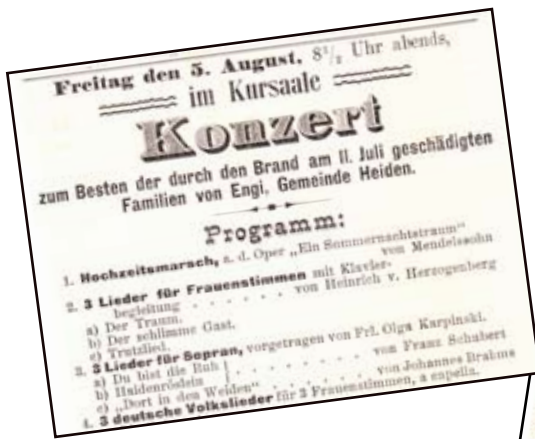 Freitag den 5. August, 8½ Uhr abends,
im Kursaale
Konzert
zum Besten der durch den Brand am 11. Juli geschädigten
Familien von Engi, Gemeinde Heiden.
Programm:
1. Hochzeitsmarsch, a. d. Oper „Ein Sommernachtstraum“
von Mendelssohn
2. 3 Lieder für Frauenstimmen mit Klavier-
begleitung . . . . . . von Heinrich v. Herzogenberg
a) Der Traum.
b) Der schlimme Gast.
c) Trutzlied.
3. 3 Lieder für Sopran, vorgetragen von Frl. Olga Karpinski.
a) Du bist die Ruh }
b) Haidenröslein } . . . . . . von Franz Schubert
c) „Dort in den Weiden“ . . . . . von Johannes Brahms
4. 3 deutsche Volkslieder für 3 Frauenstimmen, a capella.